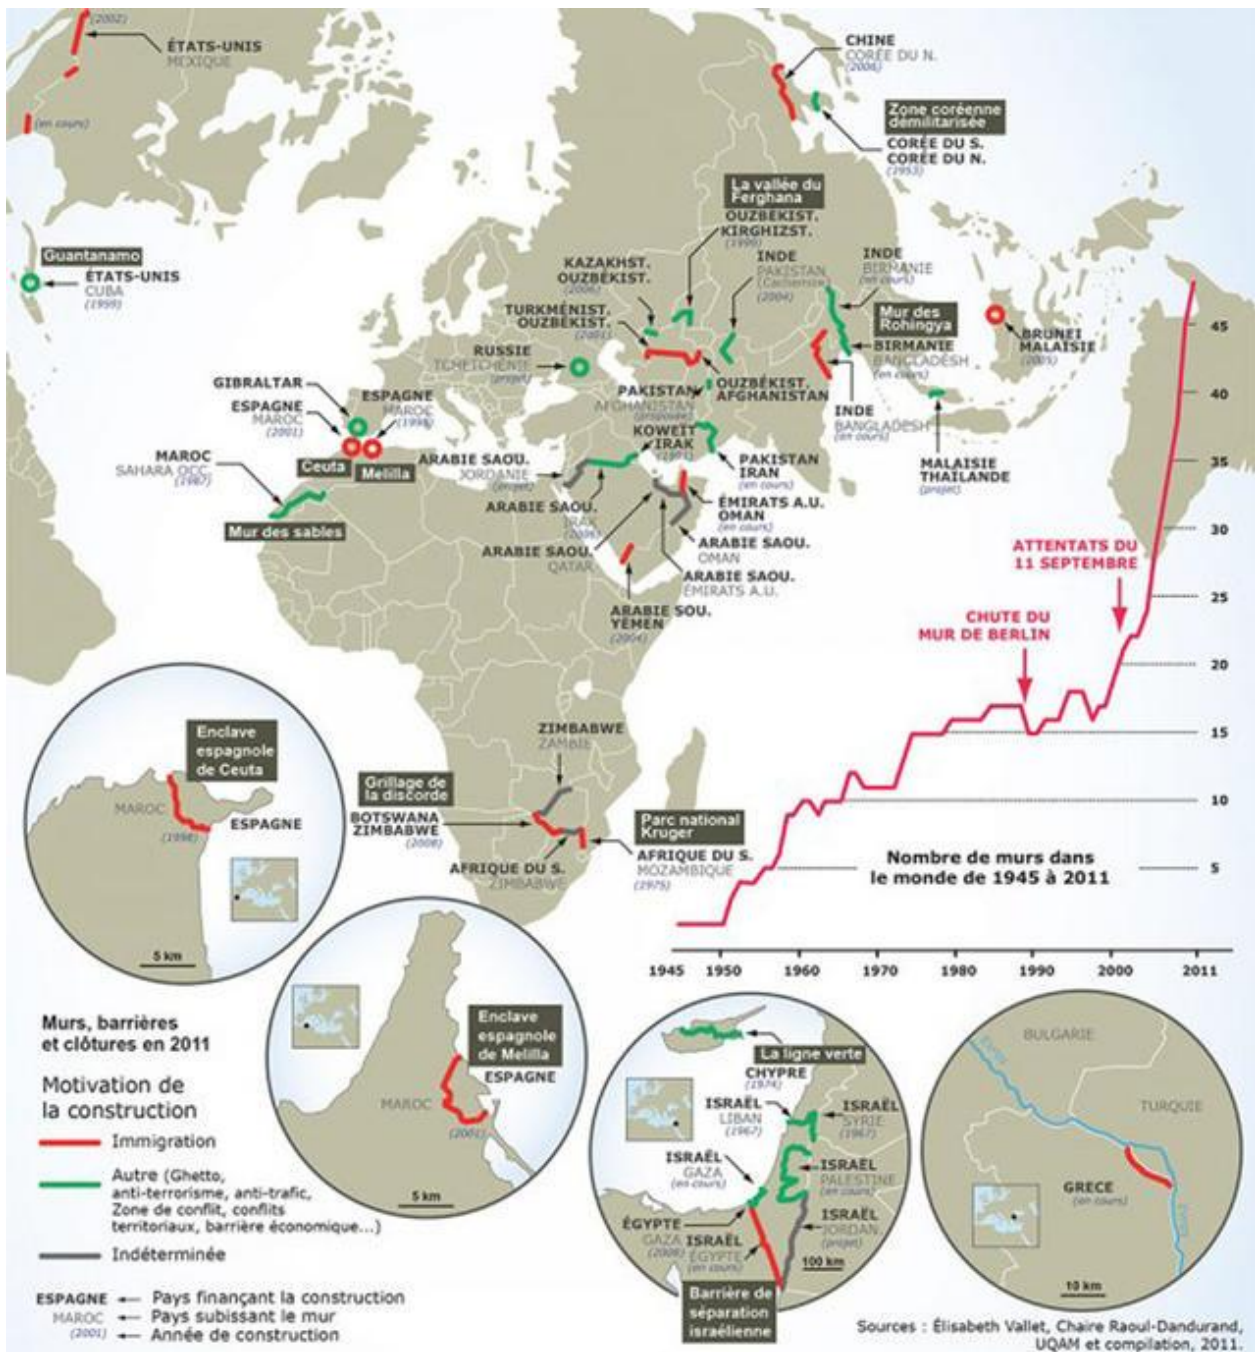 (2002)
ÉTATS-UNIS
MEXIQUE
(en cours)
CHINE
CORÉE DU N.
(2006)
Zone coréenne
démilitarisée
CORÉE DU S.
CORÉE DU N.
(1953)
La vallée du
Ferghana
OUZBÉKIST.
KIRGHIZST.
(1999)
Guantanamo
ÉTATS-UNIS
CUBA
(1959)
KAZAKHST.
OUZBÉKIST.
(2006)
INDE
PAKISTAN
(Cachemire)
(2004)
INDE
BIRMANIE
(en cours)
TURKMÉNIST.
OUZBÉKIST.
(2001)
Mur des
Rohingya
BIRMANIE
BANGLADESH
(en cours)
BRUNEI
MALAISIE
(2005)
RUSSIE
TCHÉTCHÉNIE
(projet)
OUZBÉKIST.
AFGHANISTAN
PAKISTAN
AFGHANISTAN
GIBRALTAR
ESPAGNE
MAROC
(2001)
ESPAGNE
MAROC
(1998)
Ceuta
Melilla
INDE
BANGLADESH
(en cours)
KOWEÏT
IRAK
(1991)
MAROC
SAHARA OCC.
(1987)
Mur des sables
ARABIE SAOU.
JORDANIE
(projet)
PAKISTAN
IRAN
(en cours)
MALAISIE
THAÏLANDE
(projet)
ARABIE SAOU.
IRAK
ÉMIRATS A.U.
OMAN
(en cours)
ARABIE SAOU.
QATAR
ARABIE SAOU.
OMAN
ARABIE SAOU.
ÉMIRATS A.U.
ARABIE SOU.
YEMEN
(2004)
45
40
35
30
25
20
15
10
5
ATTENTATS DU
11 SEPTEMBRE
CHUTE DU
MUR DE BERLIN
Nombre de murs dans
le monde de 1945 à 2011
1945 1950 1960 1970 1980 1990 2000 2011
ZIMBABWE
ZAMBIE
Grillage de
la discorde
BOTSWANA
ZIMBABWE
(2008)
AFRIQUE DU S.
ZIMBABWE
Parc national
Kruger
AFRIQUE DU S.
MOZAMBIQUE
(1975)
Enclave
espagnole
de Ceuta
MAROC
ESPAGNE
(1998)
5 km
Enclave
espagnole
de Melilla
ESPAGNE
MAROC
(2001)
5 km
La ligne verte
CHYPRE
(1974)
ISRAËL
LIBAN
(1967)
ISRAËL
SYRIE
(1967)
ISRAËL
GAZA
(en cours)
ISRAËL
PALESTINE
(en cours)
ÉGYPTE
GAZA
(2009)
ISRAËL
ÉGYPTE
(en cours)
ISRAËL
JORDAN.
(projet)
100 km
Barrière de
séparation
israélienne
BULGARIE
TURQUIE
GRECE
(en cours)
10 km
Murs, barrières
et clôtures en 2011
Motivation de
la construction
Immigration
Autre (Ghetto,
anti-terrorisme, anti-trafic,
Zone de conflit, conflits
territoriaux, barrière économique...)
Indéterminée
ESPAGNE Pays finançant la construction
MAROC Pays subissant le mur
(2001) Année de construction
Sources : Élisabeth Vallet, Chaire Raoul-Dandurand,
UQAM et compilation, 2011.